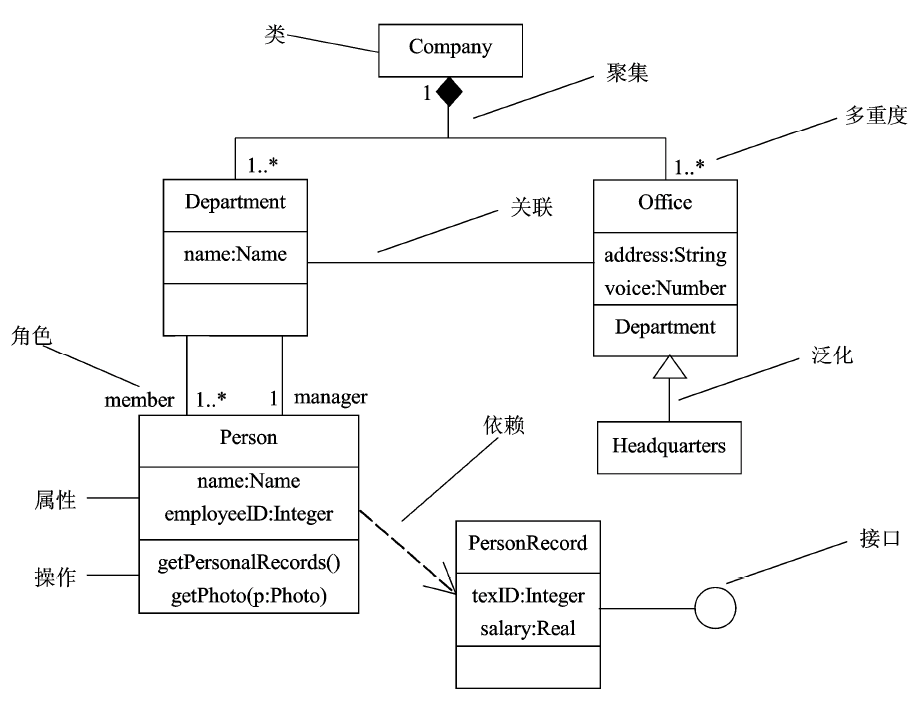 类
Company
1
聚集
多重度
1..*
1..*
Department
Office
关联
name:Name
address:String
voice:Number
Department
角色
泛化
member
1..*
1
manager
Person
依赖
Headquarters
属性
name:Name
employeeID:Integer
PersonRecord
接口
操作
getPersonalRecords()
getPhoto(p:Photo)
texID:Integer
salary:Real